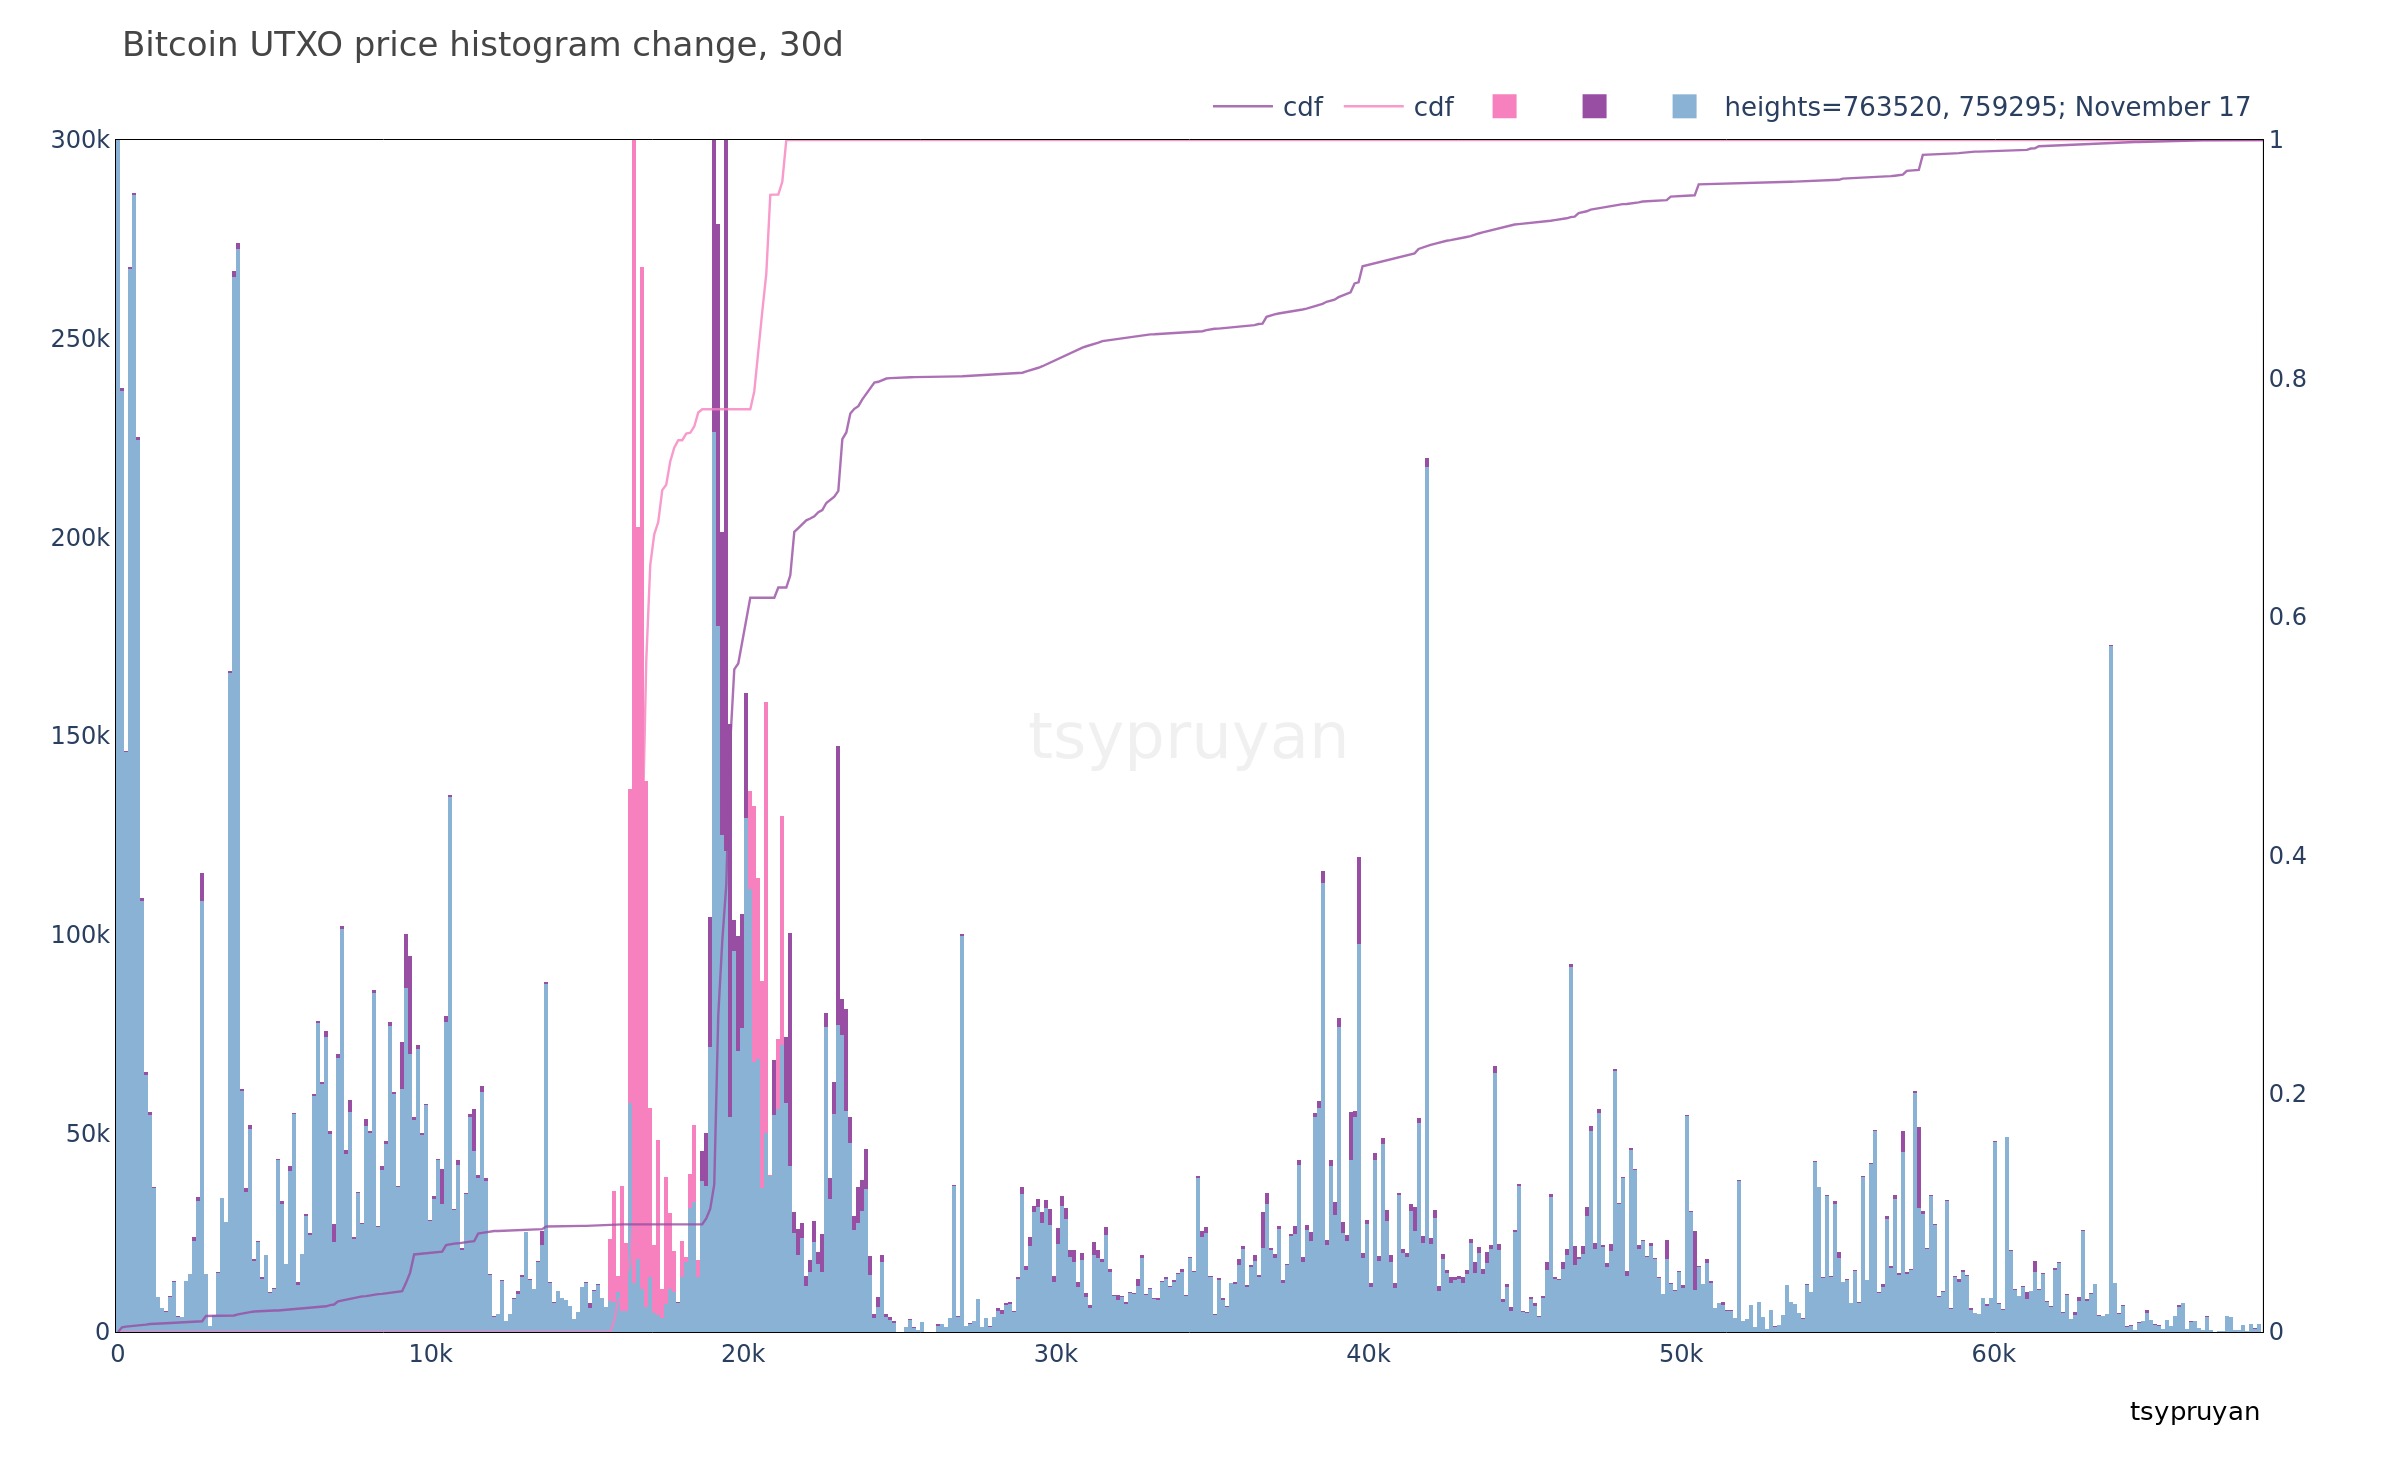 Bitcoin UTXO price histogram change, 30d
cdf cdf heights=763520, 759295; November 17
300k
250k
200k
150k
100k
50k
0
1
0.8
0.6
0.4
0.2
0
tsypruyan
0 10k 20k 30k 40k 50k 60k
tsypruyan